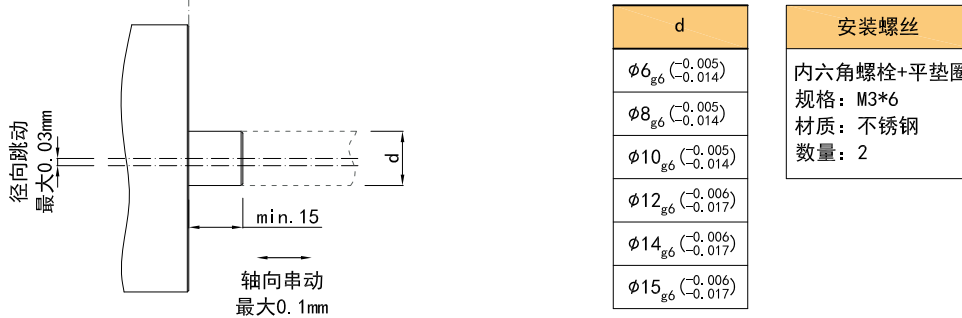 径向跳动
最大0.03mm
d
min.15
轴向串动
最大0.1mm
d
φ6g6(-0.005 -0.014)
φ8g6(-0.005 -0.014)
φ10g6(-0.005 -0.014)
φ12g6(-0.006 -0.017)
φ14g6(-0.006 -0.017)
φ15g6(-0.006 -0.017)
安装螺丝
内六角螺栓+平垫圈
规格: M3*6
材质: 不锈钢
数量: 2